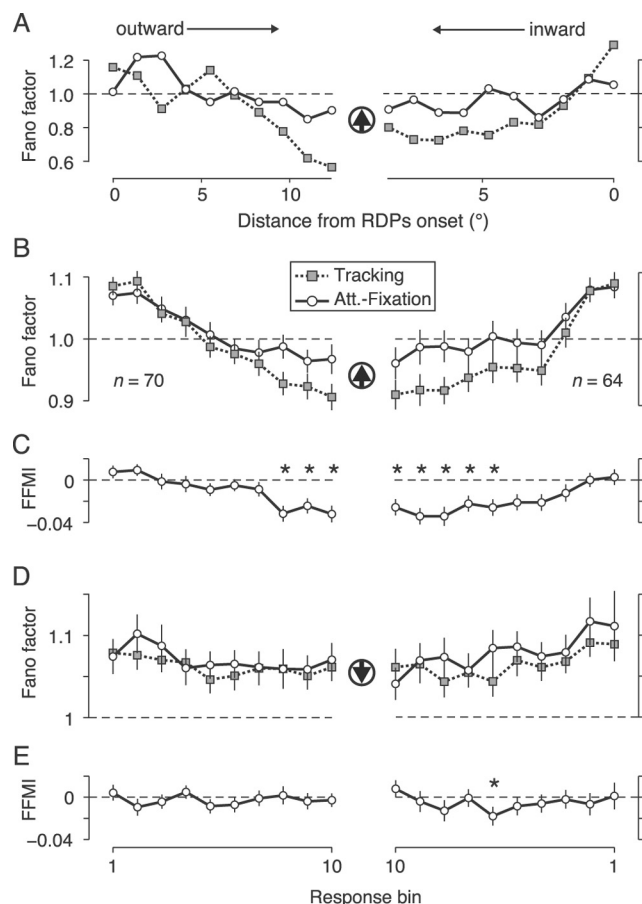 A
outward
inward
Fano factor
1.2
1.0
0.8
0.6
0
5
10
5
0
Distance from RDPs onset (°)
B
Fano factor
1.1
1.0
0.9
Tracking
Att.-Fixation
n = 70
n = 64
C
FFMI
0
−0.04
* * *
* * * * *
D
Fano factor
1.1
1
E
FFMI
0
−0.04
*
1
10
10
1
Response bin